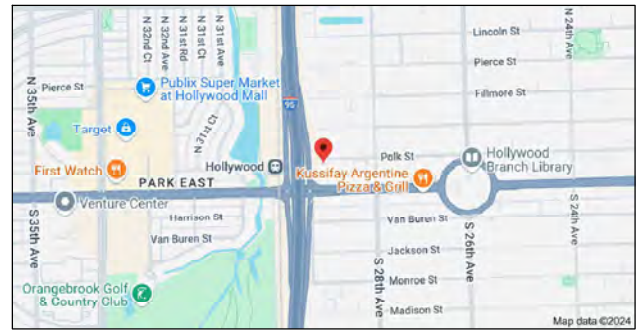 N 35th Ave
N 32nd Ct
N 32nd Ave
N 31st Rd
N 31st Ct
N 31st Ave
N 24th Ave
Lincoln St
Pierce St
Pierce St
Publix Super Market
at Hollywood Mall
95
Fillmore St
Target
N 31st Ct
First Watch
Hollywood
Polk St
Hollywood
Branch Library
Kussifay Argentine
Pizza & Grill
PARK EAST
Venture Center
Harrison St
Van Buren St
S 35th Ave
Van Buren St
S 28th Ave
S 26th Ave
S 24th Ave
Jackson St
Orangebrook Golf
& Country Club
Monroe St
Madison St
Map data ©2024